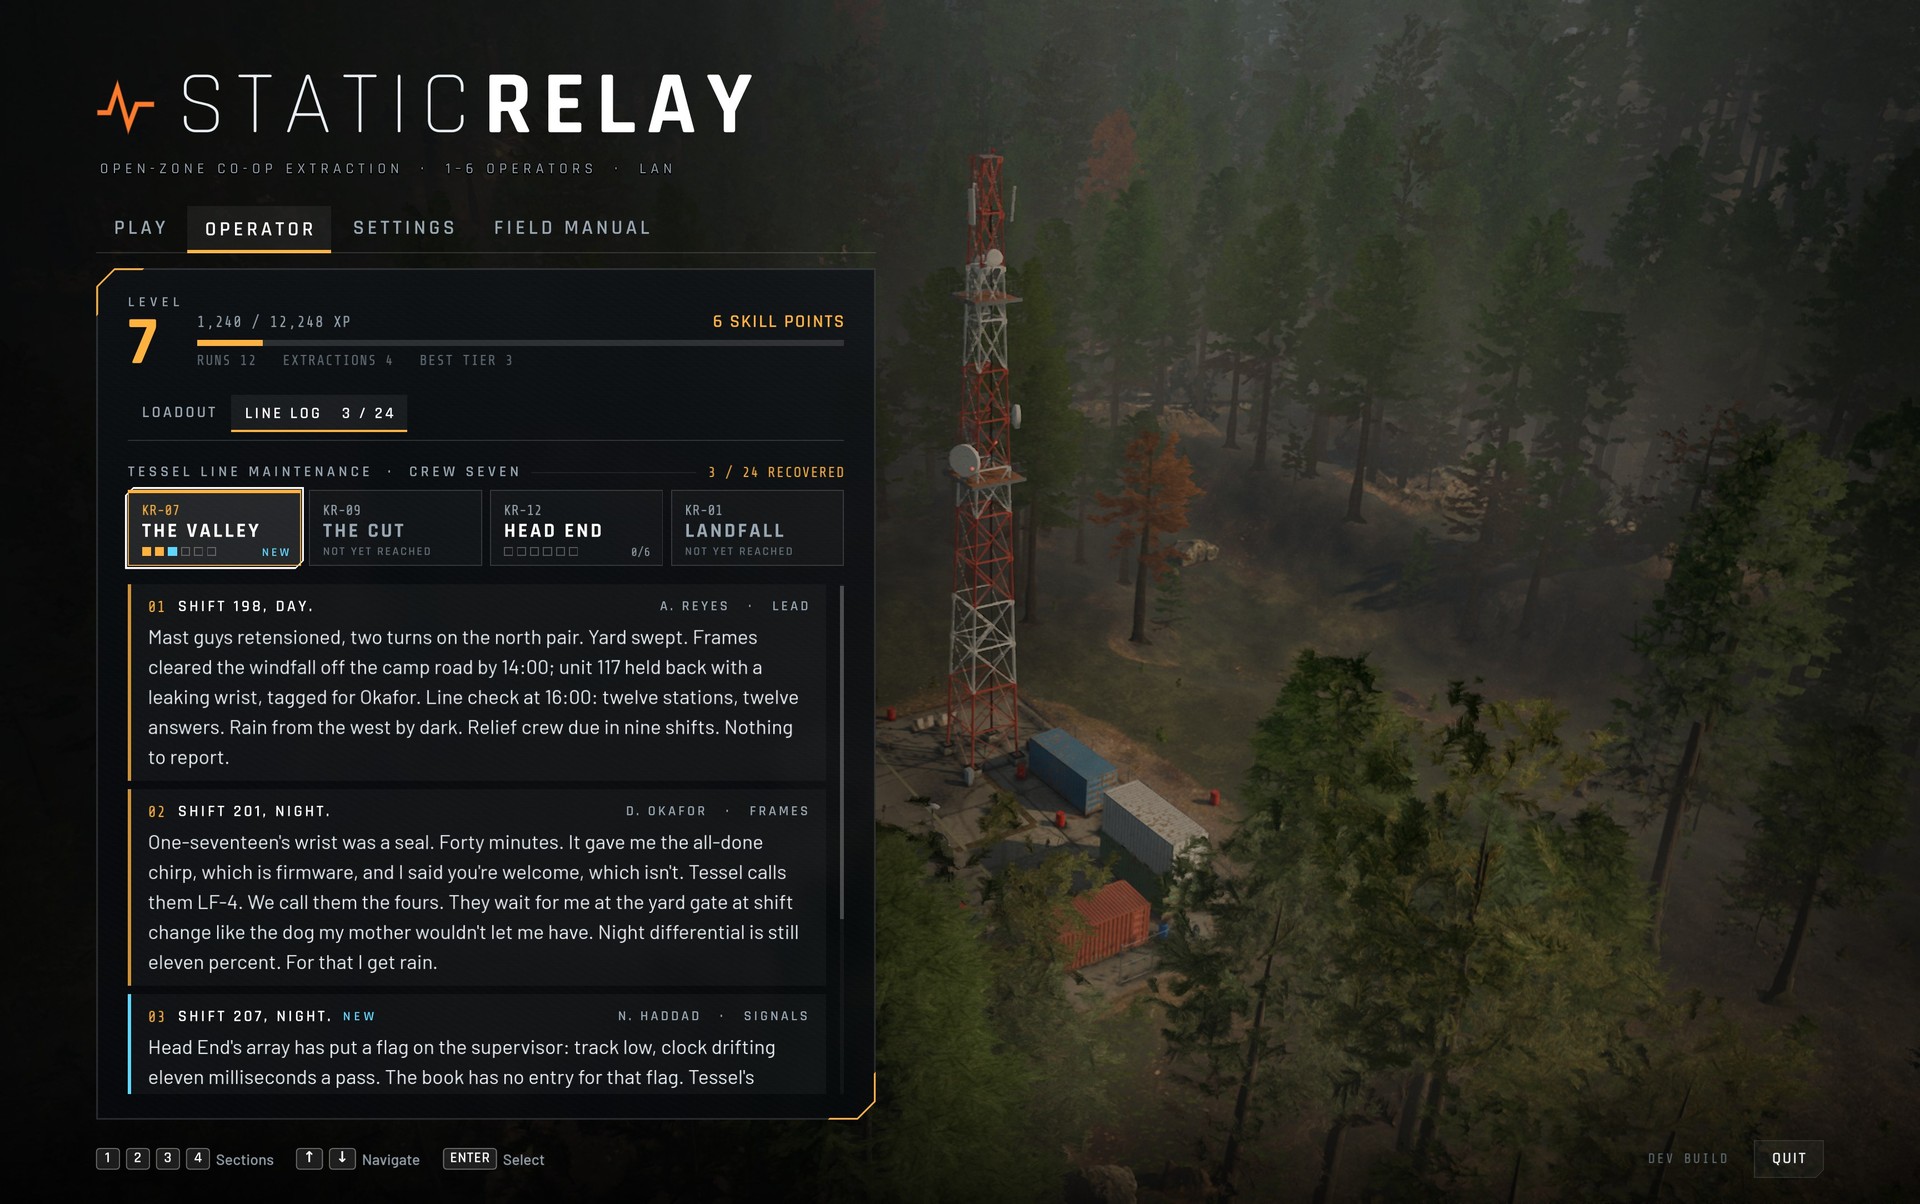 STATICRELAY
OPEN-ZONE CO-OP EXTRACTION · 1-6 OPERATORS · LAN
PLAY OPERATOR SETTINGS FIELD MANUAL
LEVEL
7
1,240 / 12,248 XP
6 SKILL POINTS
RUNS 12 EXTRACTIONS 4 BEST TIER 3
LOADOUT LINE LOG 3 / 24
TESSEL LINE MAINTENANCE · CREW SEVEN
3 / 24 RECOVERED
KR-07
THE VALLEY
NEW
KR-09
THE CUT
NOT YET REACHED
KR-12
HEAD END
0/6
KR-01
LANDFALL
NOT YET REACHED
01 SHIFT 198, DAY.
A. REYES · LEAD
Mast guys retensioned, two turns on the north pair. Yard swept. Frames
cleared the windfall off the camp road by 14:00; unit 117 held back with a
leaking wrist, tagged for Okafor. Line check at 16:00: twelve stations, twelve
answers. Rain from the west by dark. Relief crew due in nine shifts. Nothing
to report.
02 SHIFT 201, NIGHT.
D. OKAFOR · FRAMES
One-seventeen's wrist was a seal. Forty minutes. It gave me the all-done
chirp, which is firmware, and I said you're welcome, which isn't. Tessel calls
them LF-4. We call them the fours. They wait for me at the yard gate at shift
change like the dog my mother wouldn't let me have. Night differential is still
eleven percent. For that I get rain.
03 SHIFT 207, NIGHT. NEW
N. HADDAD · SIGNALS
Head End's array has put a flag on the supervisor: track low, clock drifting
eleven milliseconds a pass. The book has no entry for that flag. Tessel's
1 2 3 4 Sections ↑ ↓ Navigate ENTER Select
DEV BUILD QUIT